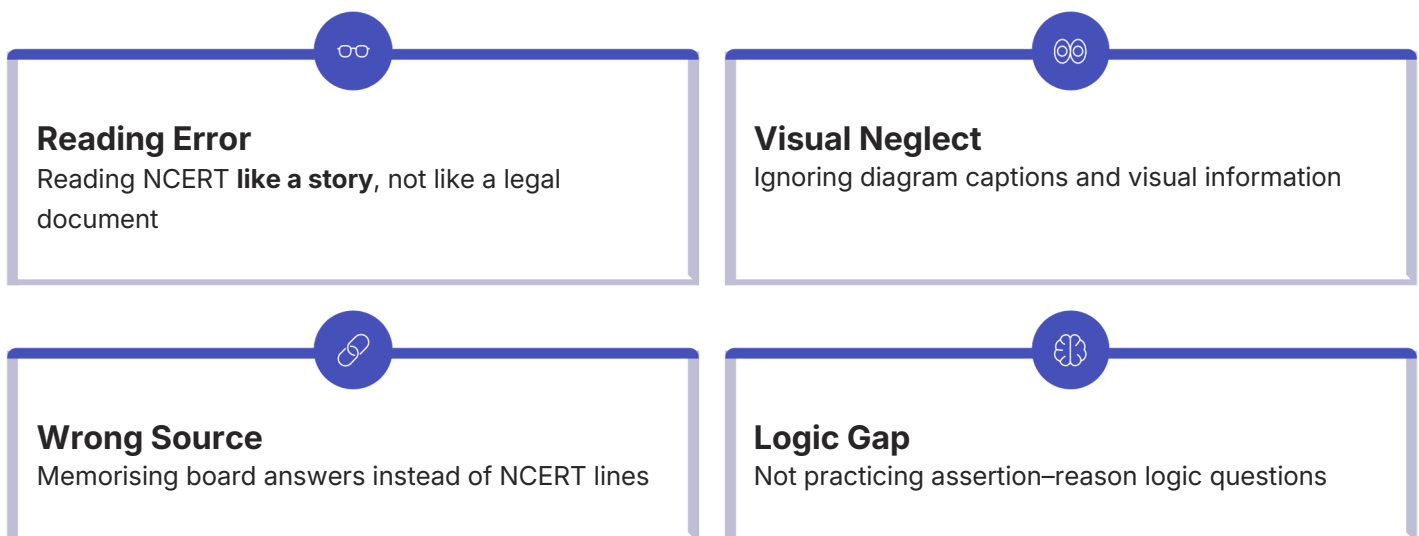 Reading Error
Reading NCERT like a story, not like a legal
document
Visual Neglect
Ignoring diagram captions and visual information
Wrong Source
Memorising board answers instead of NCERT lines
Logic Gap
Not practicing assertion–reason logic questions